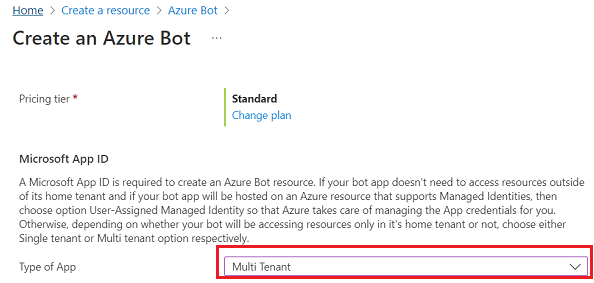 Home > Create a resource > Azure Bot >
Create an Azure Bot ...
Pricing tier * Standard
Change plan
Microsoft App ID
A Microsoft App ID is required to create an Azure Bot resource. If your bot app doesn't need to access resources outside
of its home tenant and if your bot app will be hosted on an Azure resource that supports Managed Identities, then
choose option User-Assigned Managed Identity so that Azure takes care of managing the App credentials for you.
Otherwise, depending on whether your bot will be accessing resources only in it's home tenant or not, choose either
Single tenant or Multi tenant option respectively.
Type of App Multi Tenant